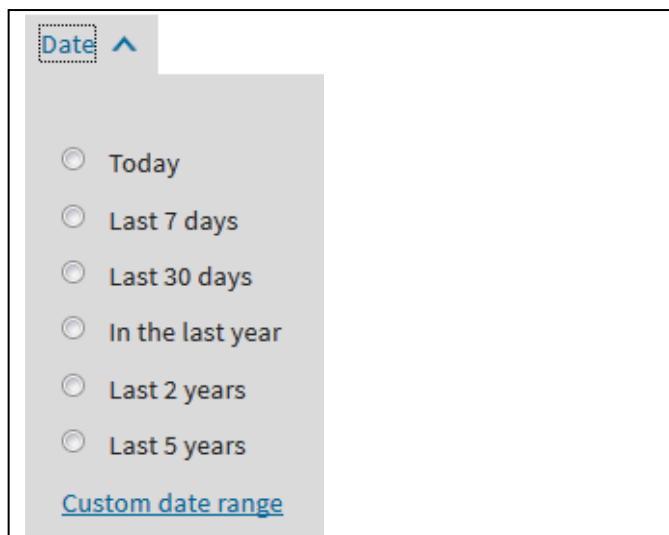 Date
Today
Last 7 days
Last 30 days
In the last year
Last 2 years
Last 5 years
Custom date range